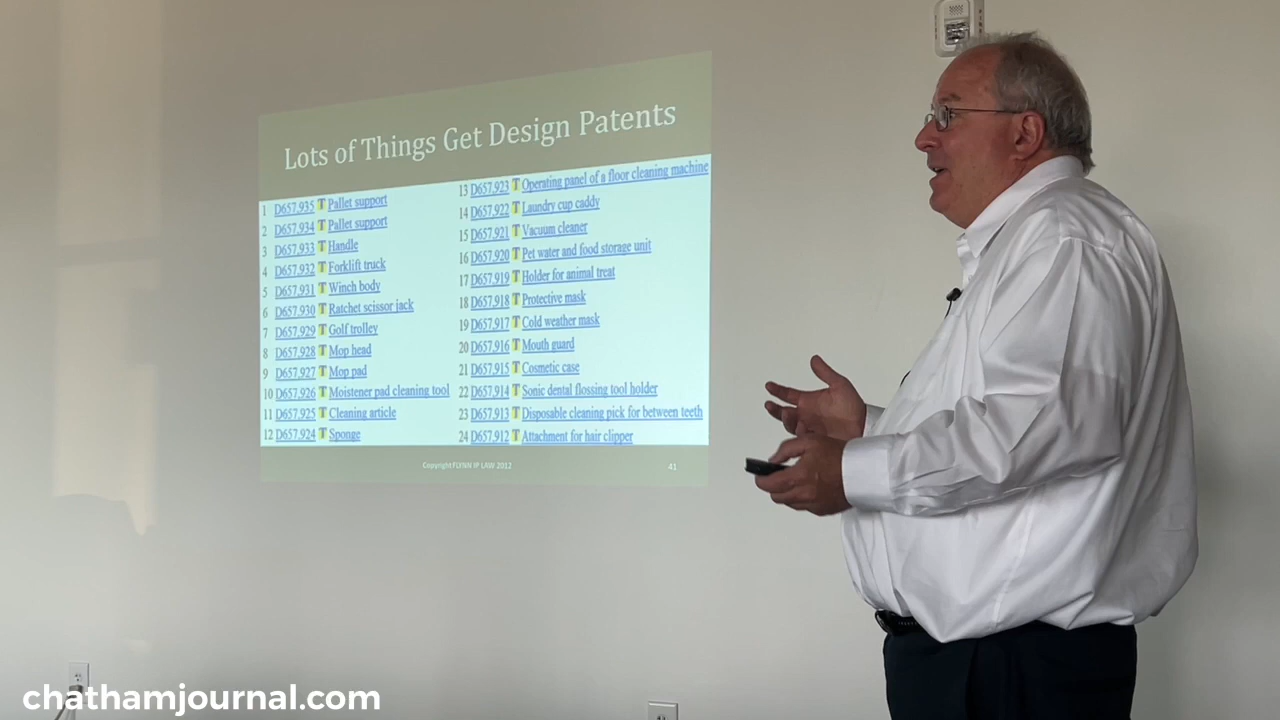 Lots of Things Get Design Patents
1 D657,935 T Pallet support
2 D657,934 T Pallet support
3 D657,933 T Handle
4 D657,932 T Forklift truck
5 D657,931 T Winch body
6 D657,930 T Ratchet scissor jack
7 D657,929 T Golf trolley
8 D657,928 T Mop head
9 D657,927 T Mop pad
10 D657,926 T Moistener pad cleaning tool
11 D657,925 T Cleaning article
12 D657,924 T Sponge
13 D657,923 T Operating panel of a floor cleaning machine
14 D657,922 T Laundry cup caddy
15 D657,921 T Vacuum cleaner
16 D657,920 T Pet water and food storage unit
17 D657,919 T Holder for animal treat
18 D657,918 T Protective mask
19 D657,917 T Cold weather mask
20 D657,916 T Mouth guard
21 D657,915 T Cosmetic case
22 D657,914 T Sonic dental flossing tool holder
23 D657,913 T Disposable cleaning pick for between teeth
24 D657,912 T Attachment for hair clipper
Copyright FLYNN IP LAW 2012
41
chathamjournal.com